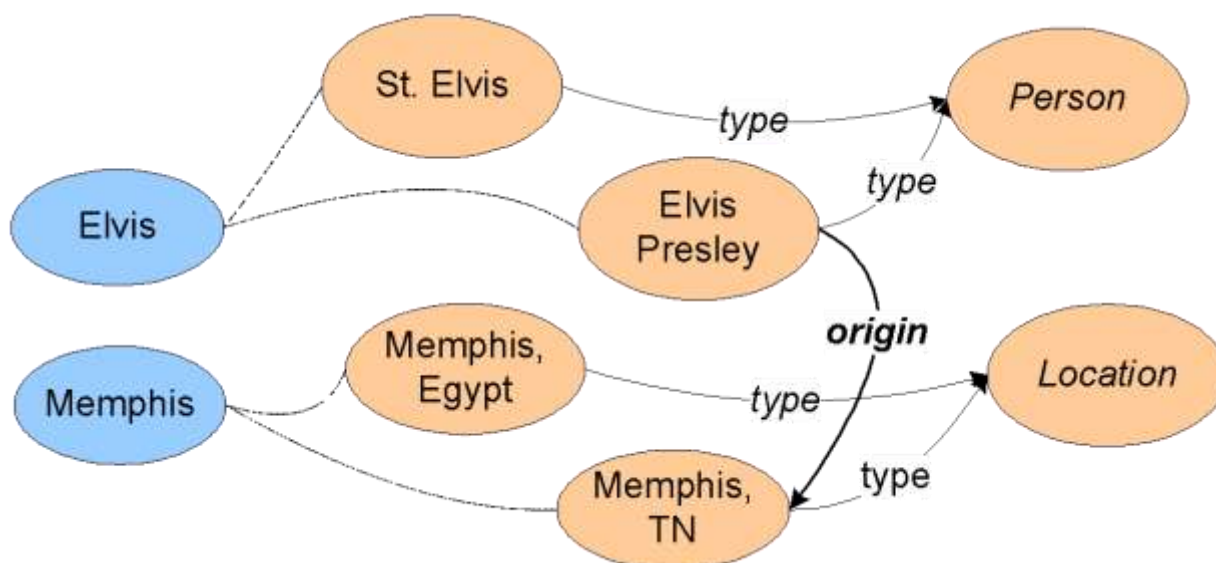 St. Elvis
Person
type
type
Elvis
Elvis
Presley
origin
Memphis,
Egypt
Location
Memphis
type
type
Memphis,
TN